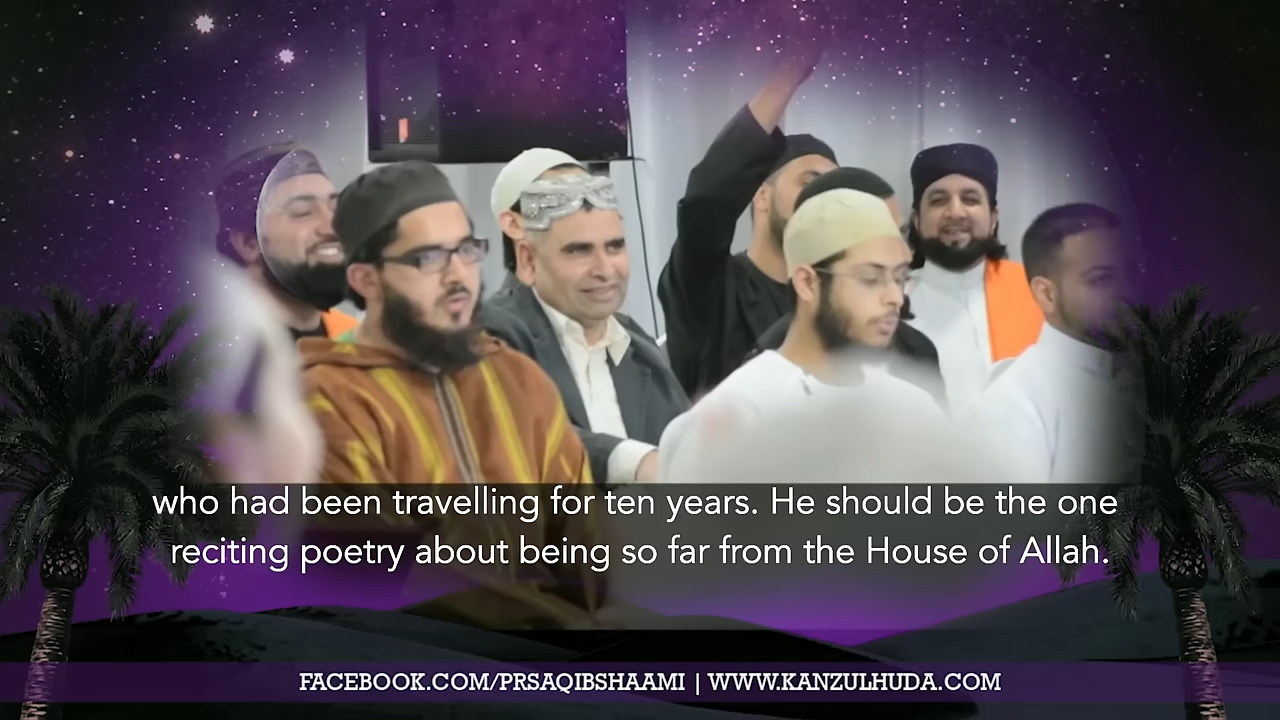 who had been travelling for ten years. He should be the one
reciting poetry about being so far from the House of Allah.
FACEBOOK.COM/PRSAQIBSHAAMI | WWW.KANZULHUDA.COM